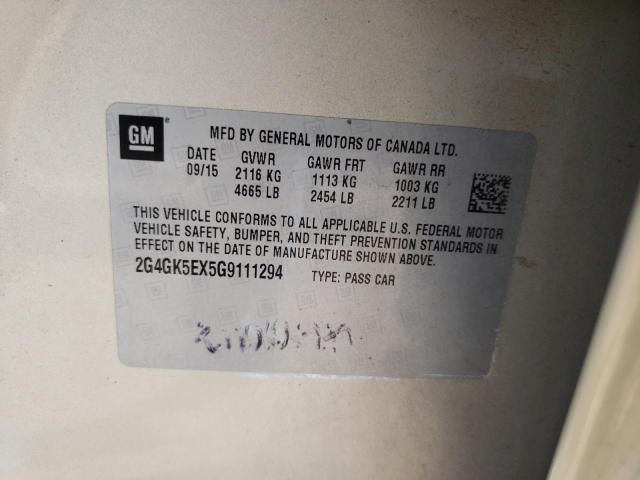 GM
MFD BY GENERAL MOTORS OF CANADA LTD.
DATE GVWR GAWR FRT GAWR RR
09/15 2116 KG 1113 KG 1003 KG
4665 LB 2454 LB 2211 LB
THIS VEHICLE CONFORMS TO ALL APPLICABLE U.S. FEDERAL MOTOR
VEHICLE SAFETY, BUMPER, AND THEFT PREVENTION STANDARDS IN
EFFECT ON THE DATE OF MANUFACTURE SHOWN ABOVE.
2G4GK5EX5G9111294 TYPE: PASS CAR